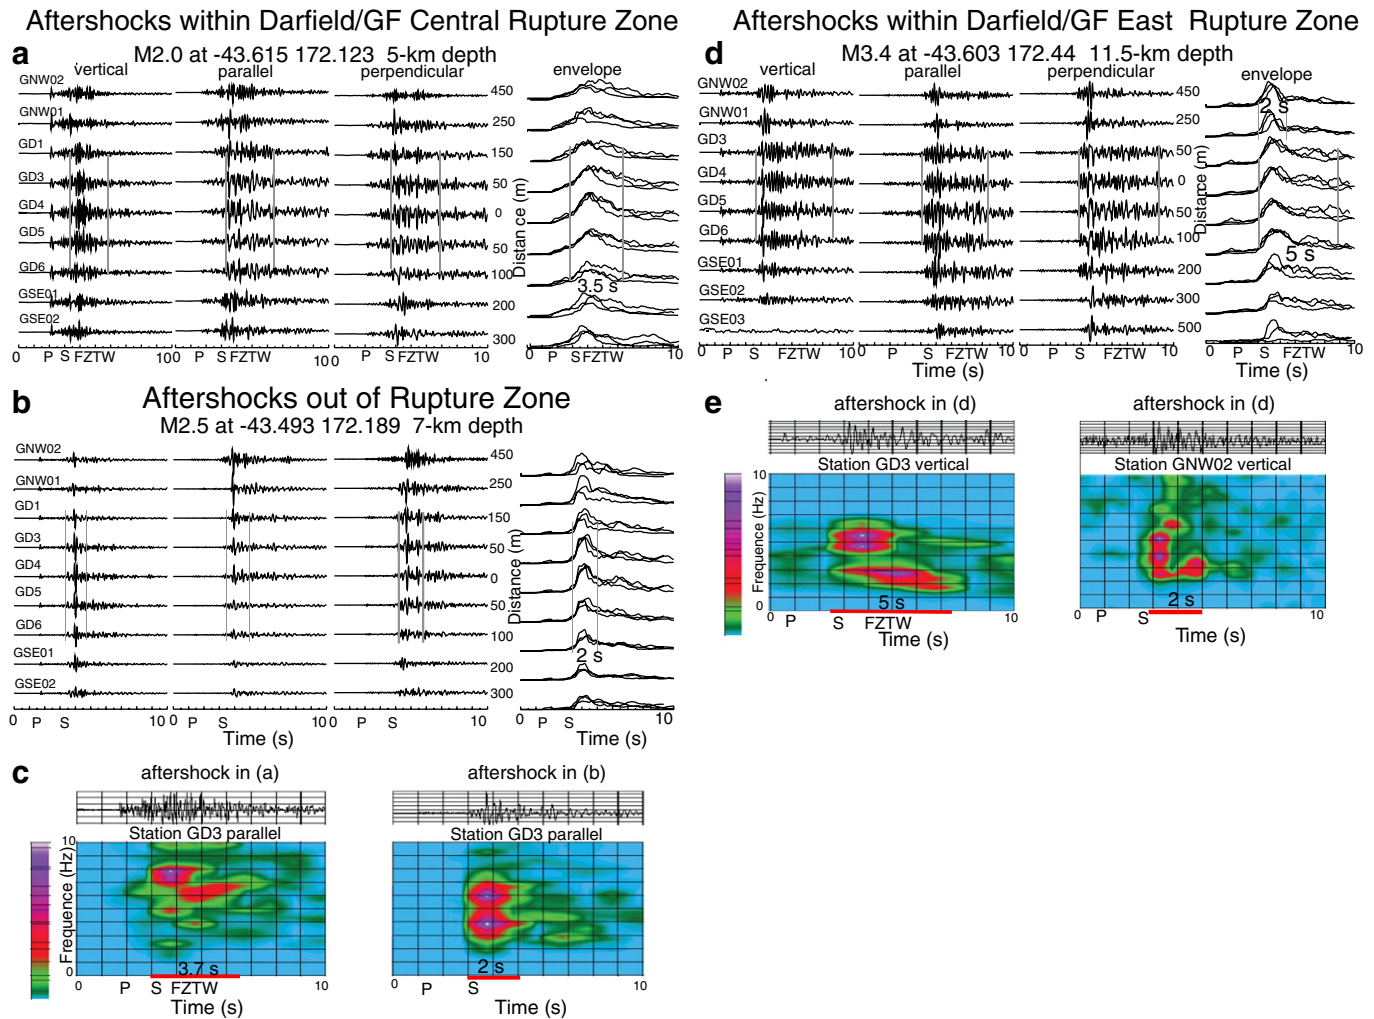 Aftershocks within Darfield/GF Central Rupture Zone
a
M2.0 at -43.615 172.123 5-km depth
vertical
parallel
perpendicular
envelope
GNW02
450
GNW01
250
GD1
150
GD3
50
GD4
0
GD5
50
GD6
100
GSE01
200
GSE02
300
Distance (m)
3.5 s
0 P S FZTW 10
0 P S FZTW 10
0 P S FZTW 10
0 P S FZTW 10
Aftershocks within Darfield/GF East Rupture Zone
d
M3.4 at -43.603 172.44 11.5-km depth
vertical
parallel
perpendicular
envelope
GNW02
450
GNW01
250
GD3
50
GD4
0
GD5
50
GD6
100
GSE01
200
GSE02
300
GSE03
500
Distance (m)
2 s
5 s
0 P S FZTW 10
0 P S FZTW 10
0 P S FZTW 10
0 P S FZTW 10
Time (s)
Time (s)
b
Aftershocks out of Rupture Zone
M2.5 at -43.493 172.189 7-km depth
GNW02
450
GNW01
250
GD1
150
GD3
50
GD4
0
GD5
50
GD6
100
GSE01
200
GSE02
300
Distance (m)
2 s
0 P S 10
0 P S 10
0 P S 10
0 P S 10
Time (s)
Time (s)
c
aftershock in (a)
Station GD3 parallel
10
Frequency (Hz)
0
3.7 s
0 P S FZTW 10
Time (s)
aftershock in (b)
Station GD3 parallel
2 s
0 P S 10
Time (s)
e
aftershock in (d)
Station GD3 vertical
10
Frequency (Hz)
0
5 s
0 P S FZTW 10
Time (s)
aftershock in (d)
Station GNW02 vertical
2 s
0 P S 10
Time (s)